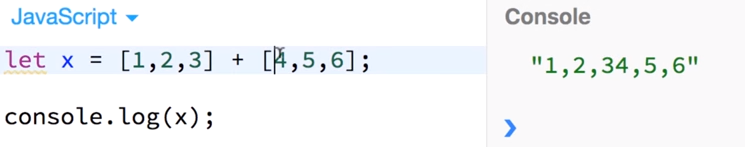 JavaScript
let x = [1,2,3] + [4,5,6];
console.log(x);
Console
"1,2,34,5,6"